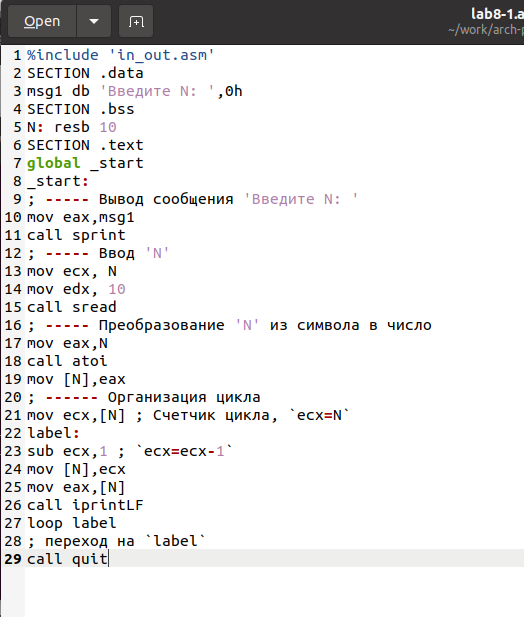 Open
lab8-1.a
~/work/arch-p
1 %include 'in_out.asm'
2 SECTION .data
3 msg1 db 'Введите N: ',0h
4 SECTION .bss
5 N: resb 10
6 SECTION .text
7 global _start
8 _start:
9 ; ----- Вывод сообщения 'Введите N: '
10 mov eax,msg1
11 call sprint
12 ; ----- Ввод 'N'
13 mov ecx, N
14 mov edx, 10
15 call sread
16 ; ----- Преобразование 'N' из символа в число
17 mov eax,N
18 call atoi
19 mov [N],eax
20 ; ------ Организация цикла
21 mov ecx,[N] ; Счетчик цикла, `ecx=N`
22 label:
23 sub ecx,1 ; `ecx=ecx-1`
24 mov [N],ecx
25 mov eax,[N]
26 call iprintLF
27 loop label
28 ; переход на `label`
29 call quit